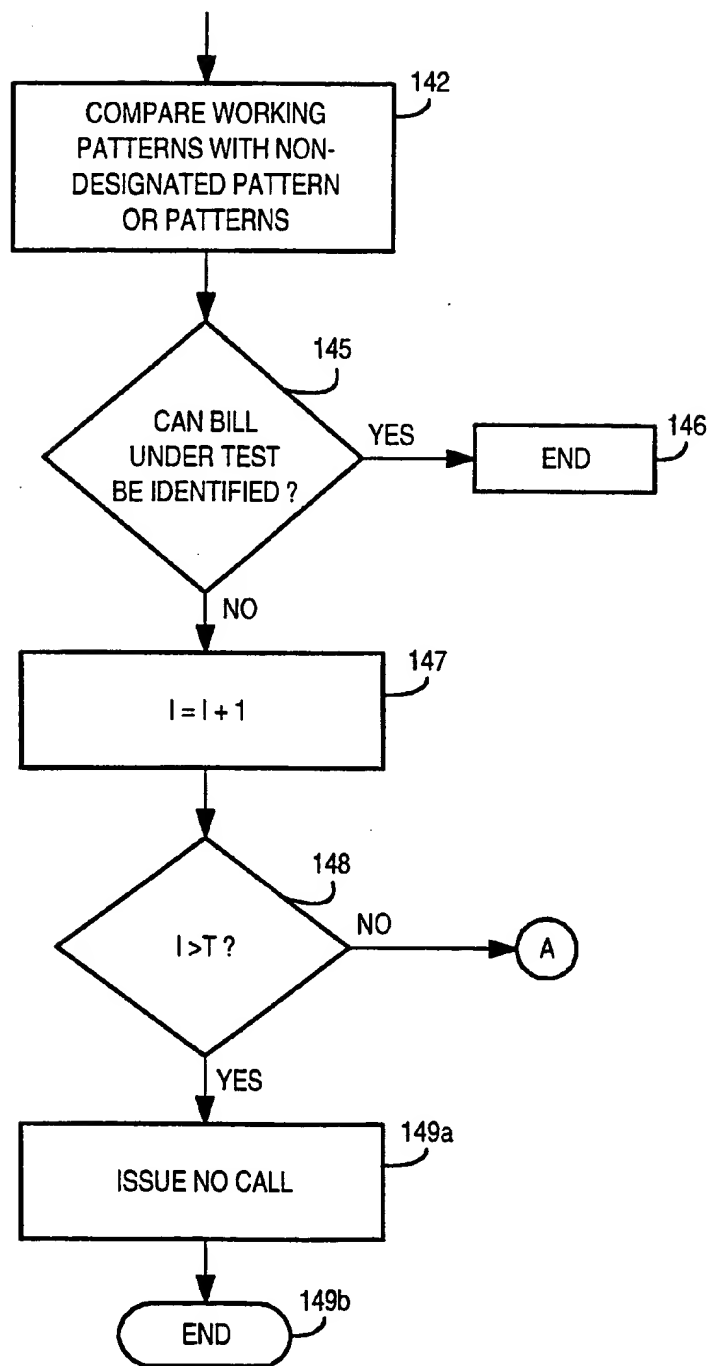 142
COMPARE WORKING
PATTERNS WITH NON-
DESIGNATED PATTERN
OR PATTERNS
145
CAN BILL
UNDER TEST
BE IDENTIFIED ?
YES
146
END
NO
147
I = I + 1
148
I >T ?
NO
A
YES
149a
ISSUE NO CALL
149b
END